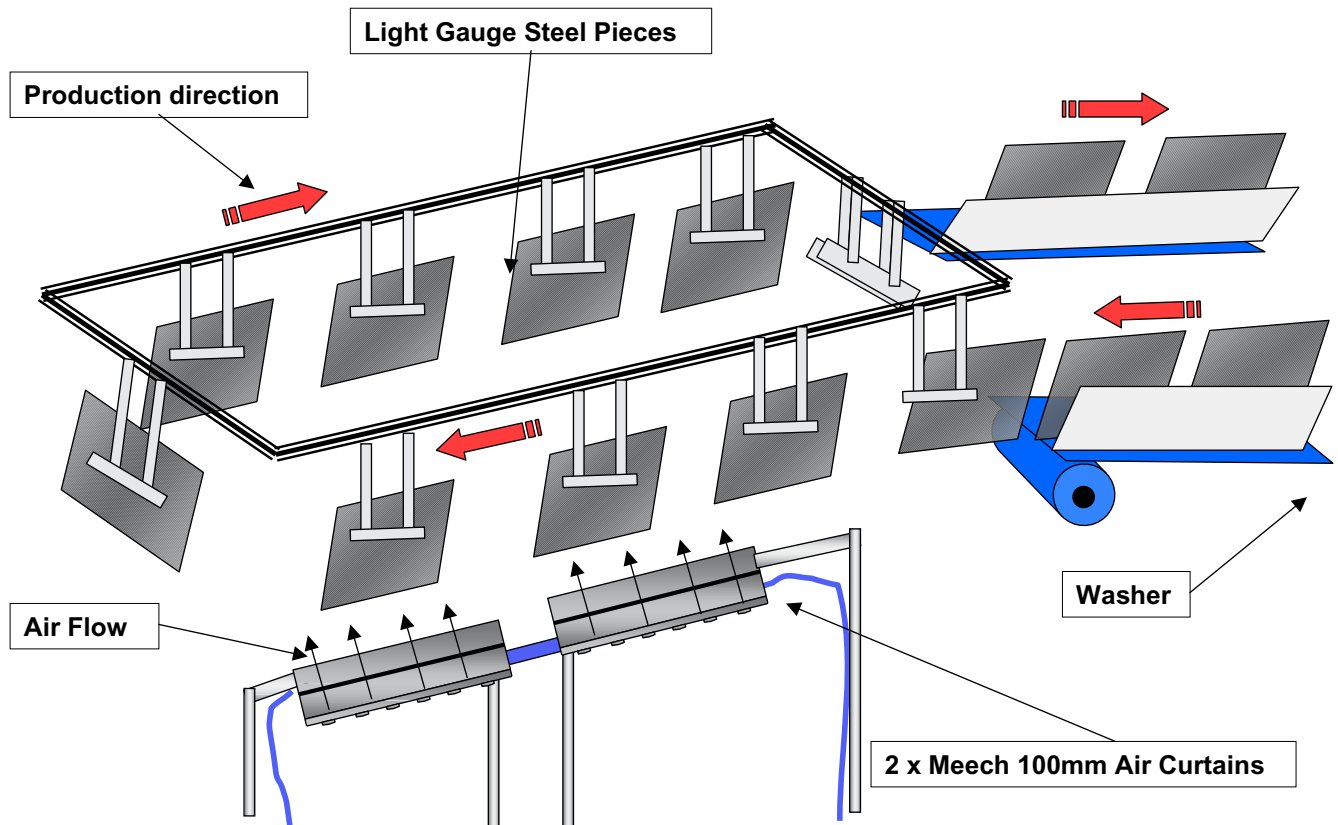 Light Gauge Steel Pieces
Production direction
Air Flow
Washer
2 x Meech 100mm Air Curtains